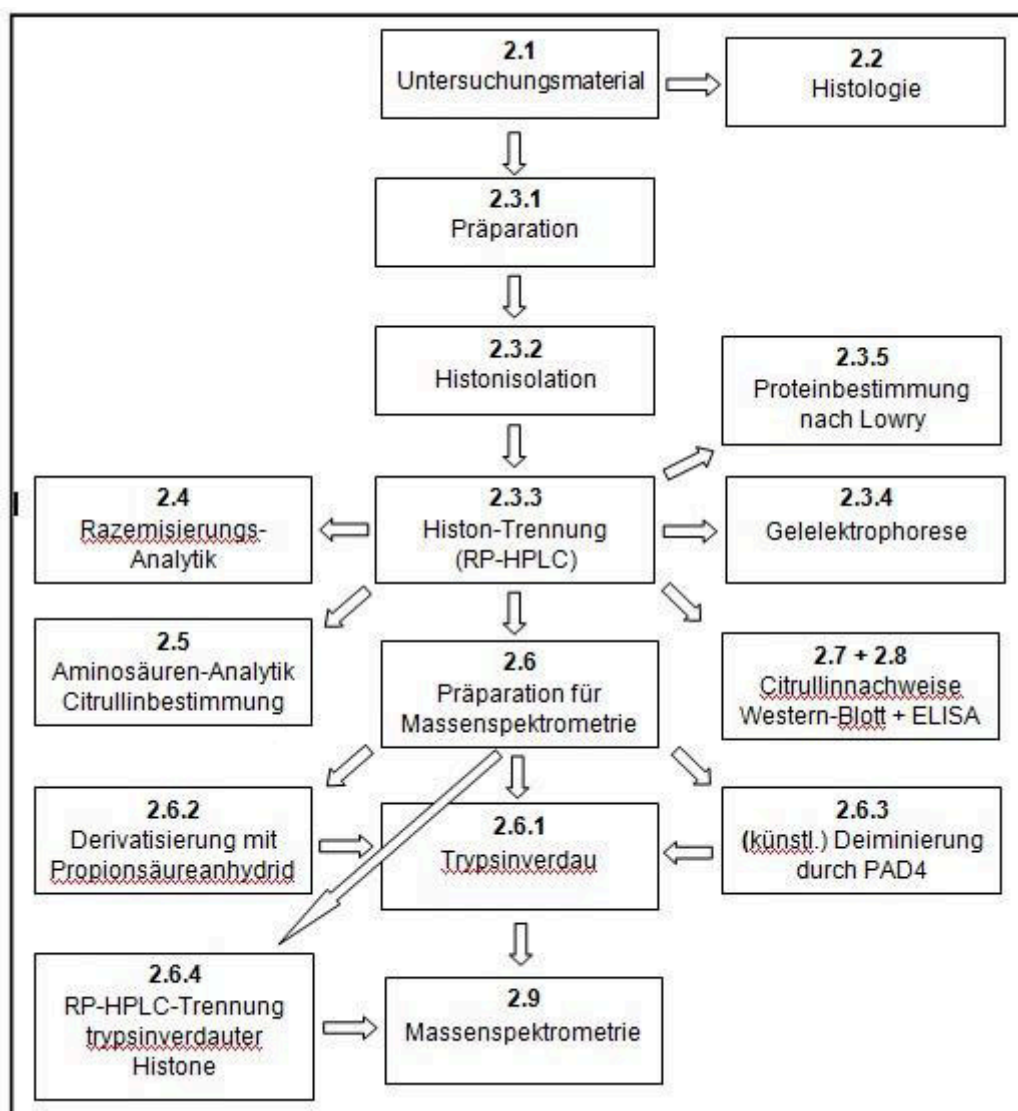 2.1
Untersuchungsmaterial
2.2
Histologie
2.3.1
Präparation
2.3.2
Histonisolation
2.3.5
Proteinbestimmung
nach Lowry
2.4
Razemisierungs-
Analytik
2.3.3
Histon-Trennung
(RP-HPLC)
2.3.4
Gelelektrophorese
2.5
Aminosäuren-Analytik
Citrullinbestimmung
2.6
Präparation für
Massenspektrometrie
2.7 + 2.8
Citrullinnachweise
Western-Blott + ELISA
2.6.2
Derivatisierung mit
Propionsäureanhydrid
2.6.1
Trypsinverdau
2.6.3
(künstl.) Deiminierung
durch PAD4
2.6.4
RP-HPLC-Trennung
trypsinverdauter
Histone
2.9
Massenspektrometrie